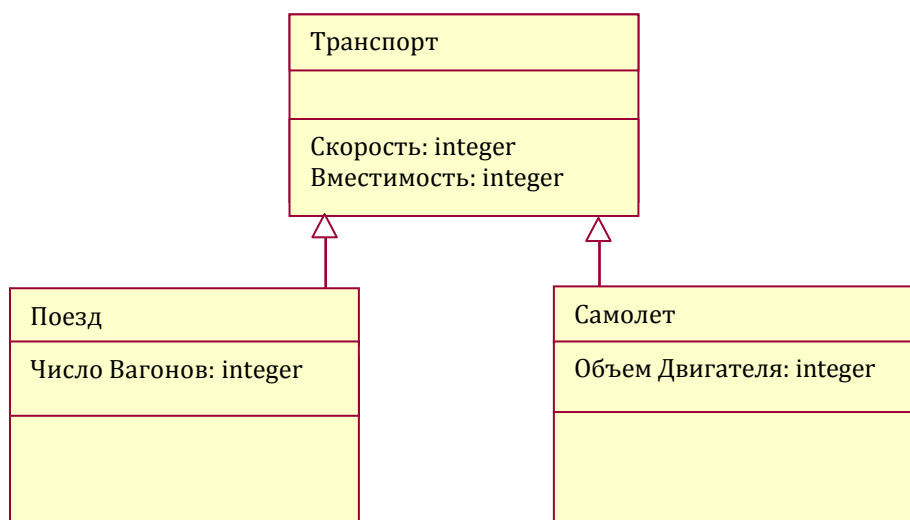 Транспорт
Скорость: integer
Вместимость: integer
Поезд
Число Вагонов: integer
Самолет
Объем Двигателя: integer